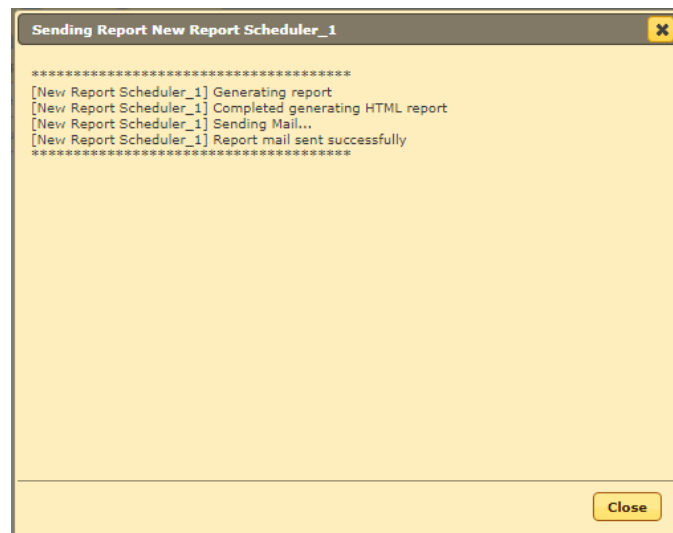 Sending Report New Report Scheduler_1
**************************************
[New Report Scheduler_1] Generating report
[New Report Scheduler_1] Completed generating HTML report
[New Report Scheduler_1] Sending Mail...
[New Report Scheduler_1] Report mail sent successfully
**************************************
Close